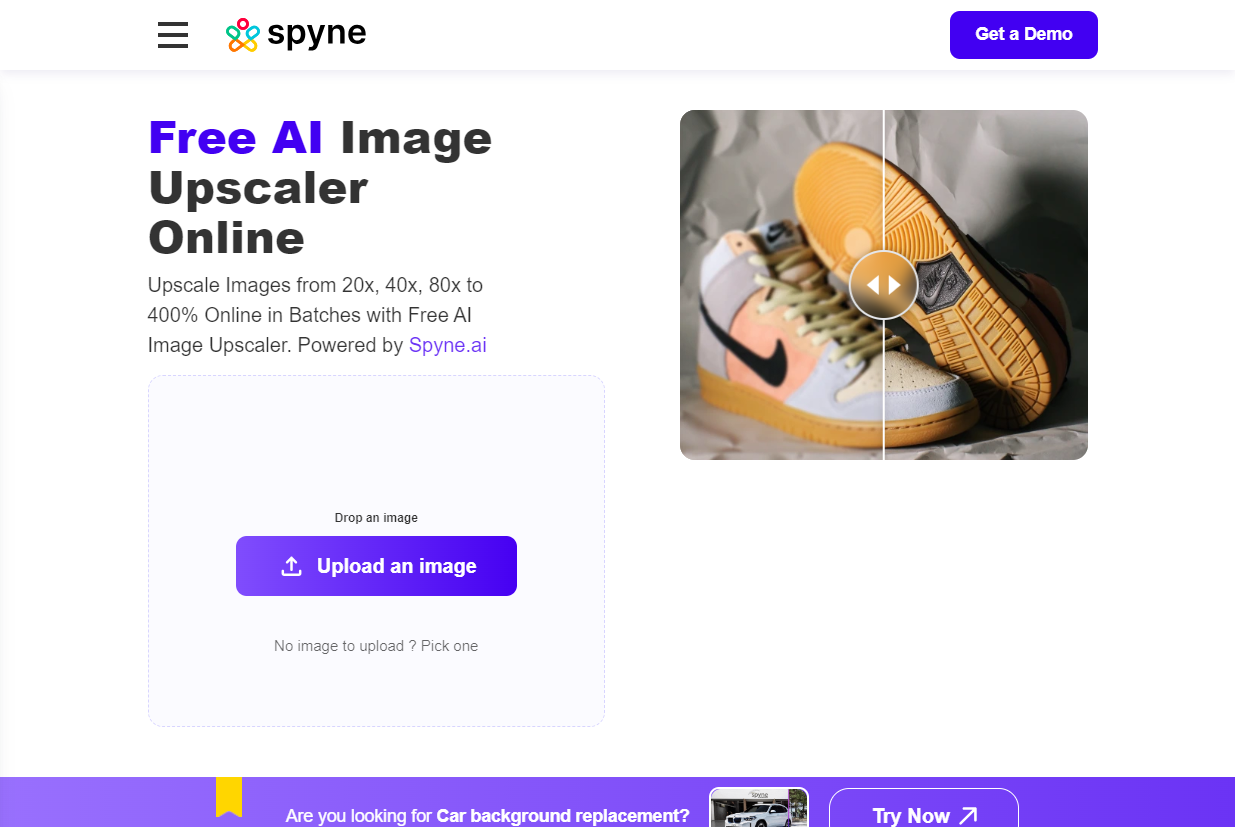 spyne
Get a Demo
Free AI Image
Upscaler
Online
Upscale Images from 20x, 40x, 80x to
400% Online in Batches with Free AI
Image Upscaler. Powered by Spyne.ai
Drop an image
Upload an image
No image to upload ? Pick one
Are you looking for Car background replacement?
spyne
Try Now